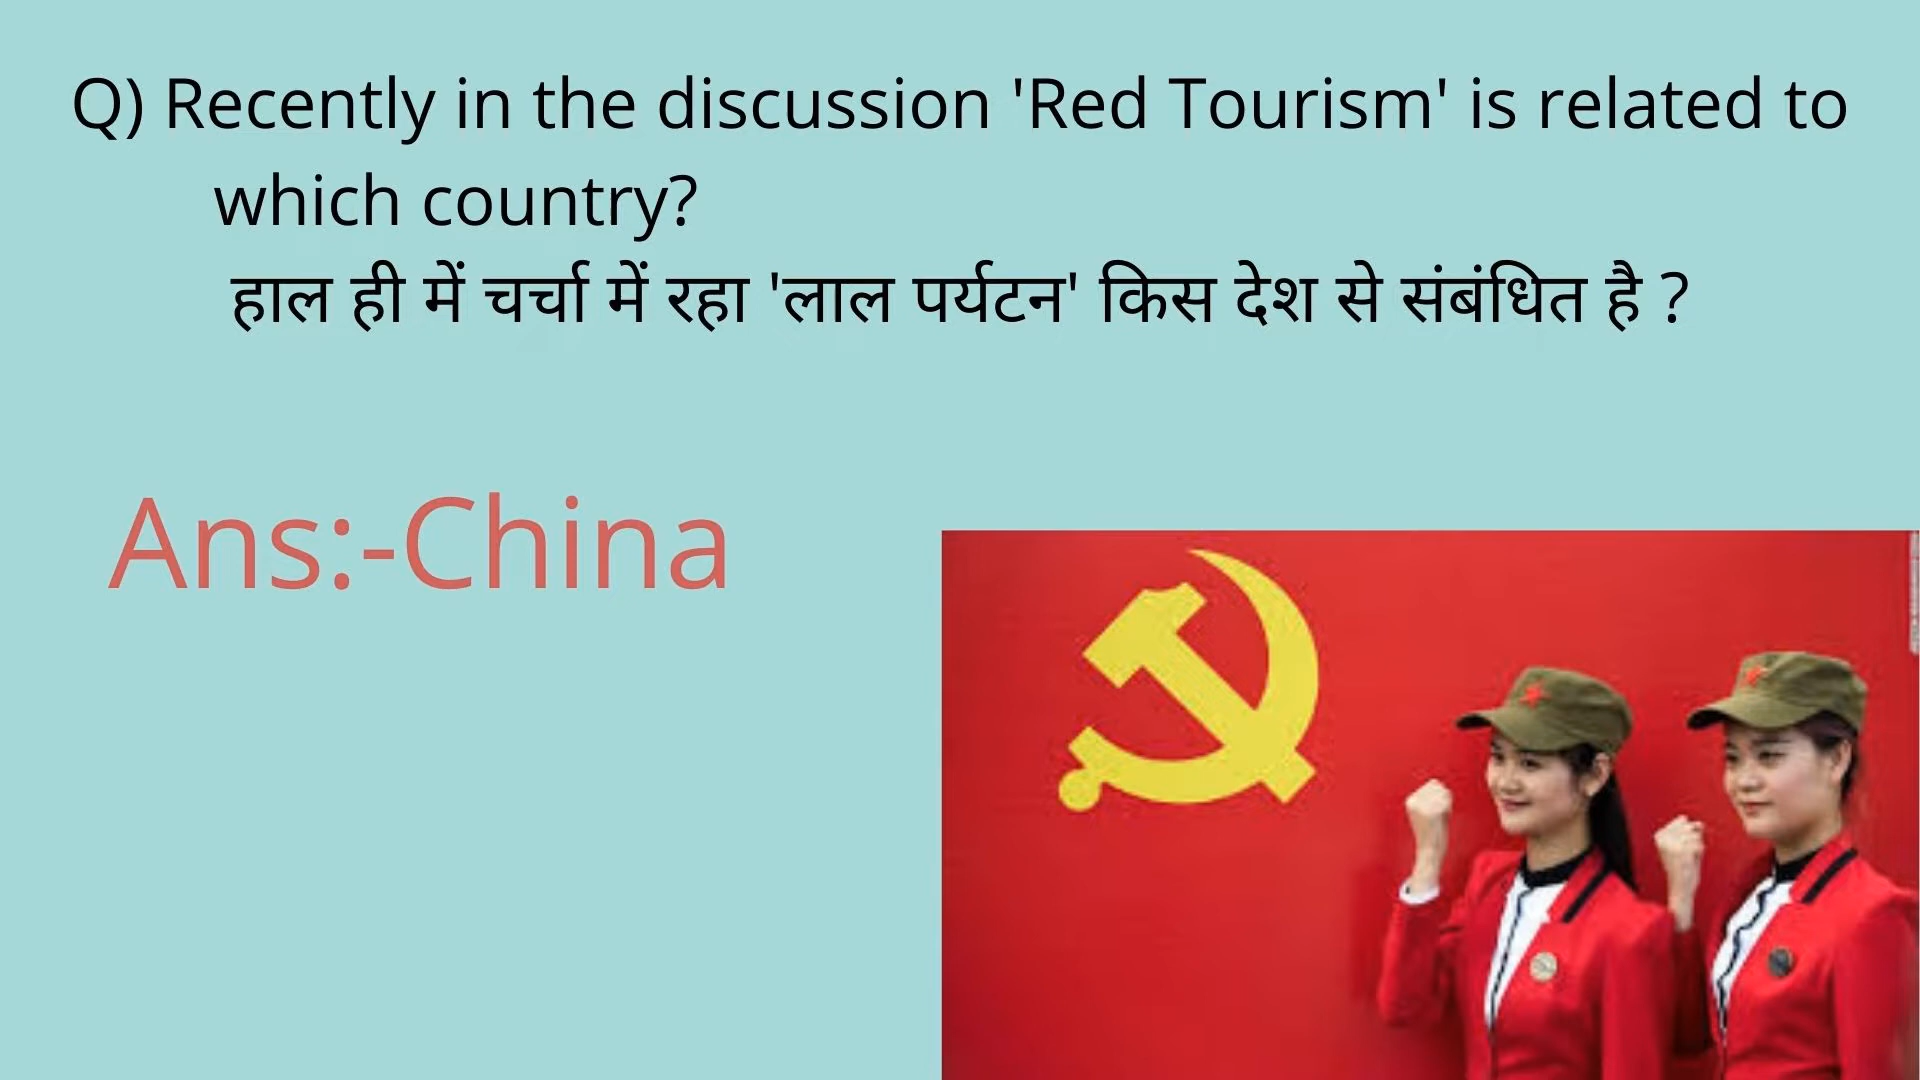 Q) Recently in the discussion 'Red Tourism' is related to
which country?
हाल ही में चर्चा में रहा 'लाल पर्यटन' किस देश से संबंधित है ?
Ans:-China